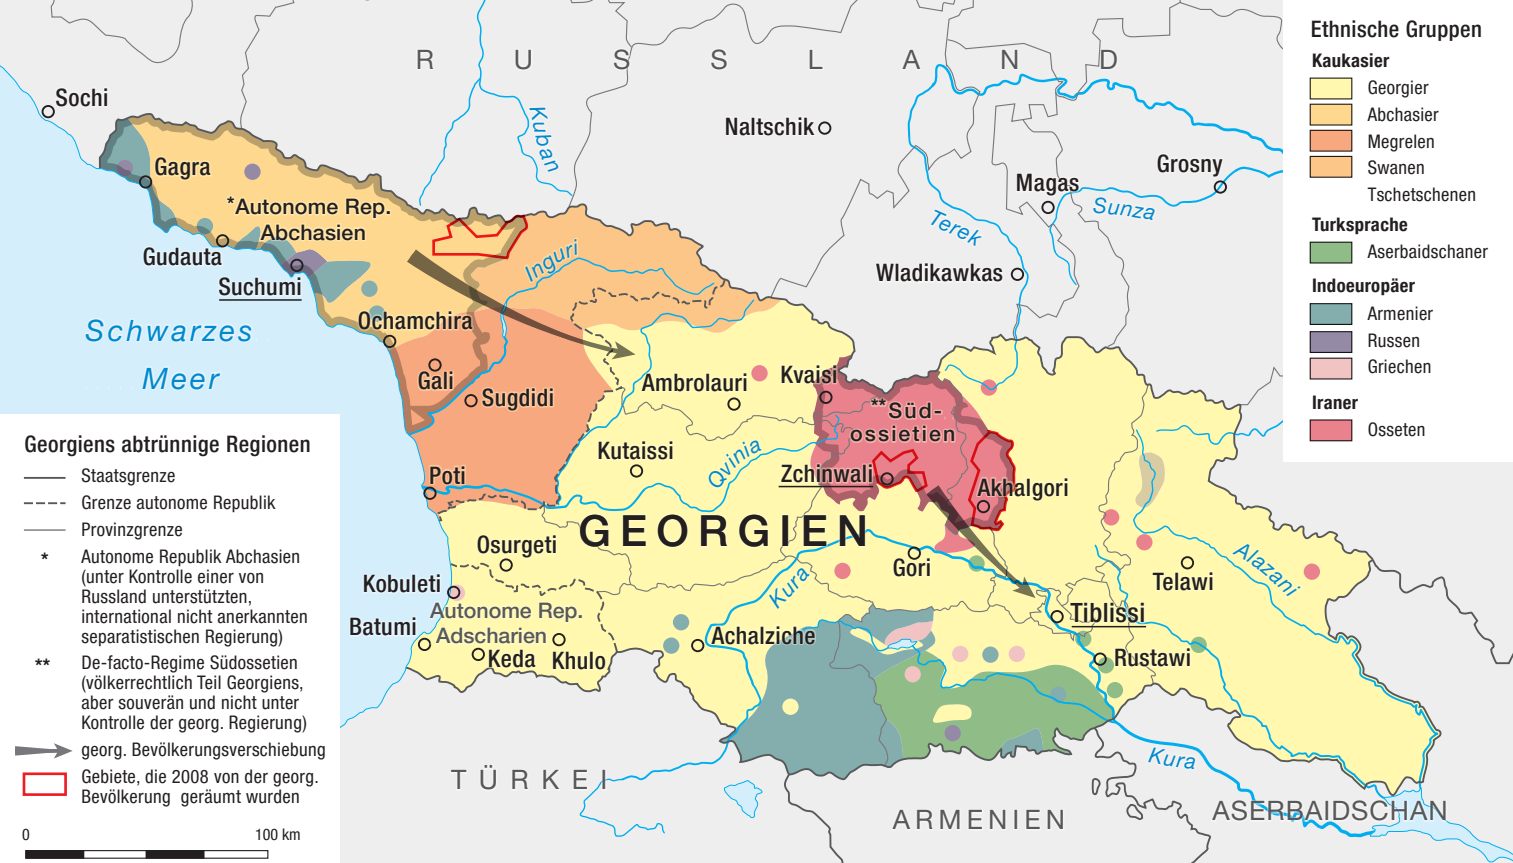 RUSSLAND
Sochi
Kuban
Naltschik
Grosny
Magas
Sunza
Terek
Gagra
*Autonome Rep.
Abchasien
Gudauta
Suchumi
Inguri
Wladikawkas
Schwarzes
Meer
Ochamchira
Gali
Sugdidi
Ambrolauri
Kvaisi
**Süd-
ossietien
Kutaissi
Qvinia
Zchinwali
Akhalgori
Poti
GEORGIEN
Osurgeti
Gori
Kobuleti
Kura
Telawi
Alazani
Autonome Rep.
Adscharien
Batumi
Tiblissi
Achalziche
Keda
Khulo
Rustawi
Kura
TÜRKEI
ARMENIEN
ASERBAIDSCHAN
Ethnische Gruppen
Kaukasier
Georgier
Abchasier
Megrelen
Swanen
Tschetschenen
Turksprache
Aserbaidschaner
Indoeuropäer
Armenier
Russen
Griechen
Iraner
Osseten
Georgiens abtrünnige Regionen
Staatsgrenze
Grenze autonome Republik
Provinzgrenze
* Autonome Republik Abchasien
(unter Kontrolle einer von
Russland unterstützten,
international nicht anerkannten
separatistischen Regierung)
** De-facto-Regime Südossetien
(völkerrechtlich Teil Georgiens,
aber souverän und nicht unter
Kontrolle der georg. Regierung)
georg. Bevölkerungsverschiebung
Gebiete, die 2008 von der georg.
Bevölkerung geräumt wurden
0 100 km